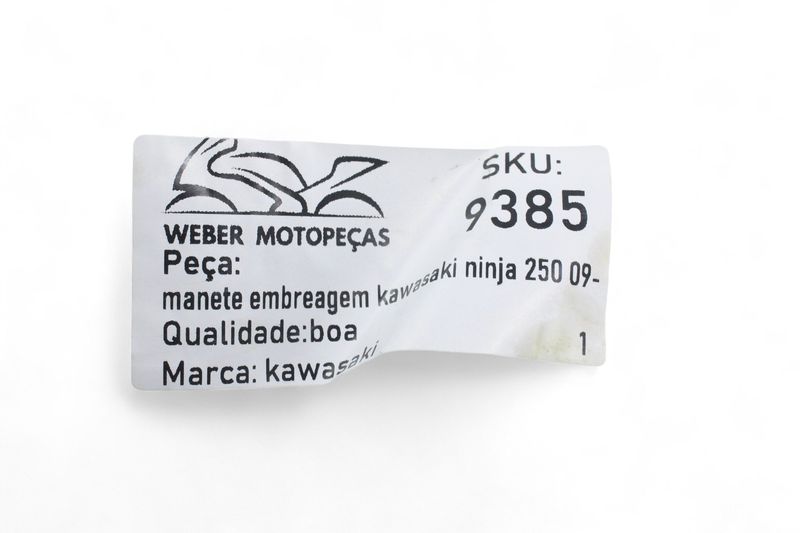 WEBER MOTOPEÇAS
SKU:
9385
Peça:
manete embreagem kawasaki ninja 250 09-
Qualidade:boa
Marca: kawasaki
1